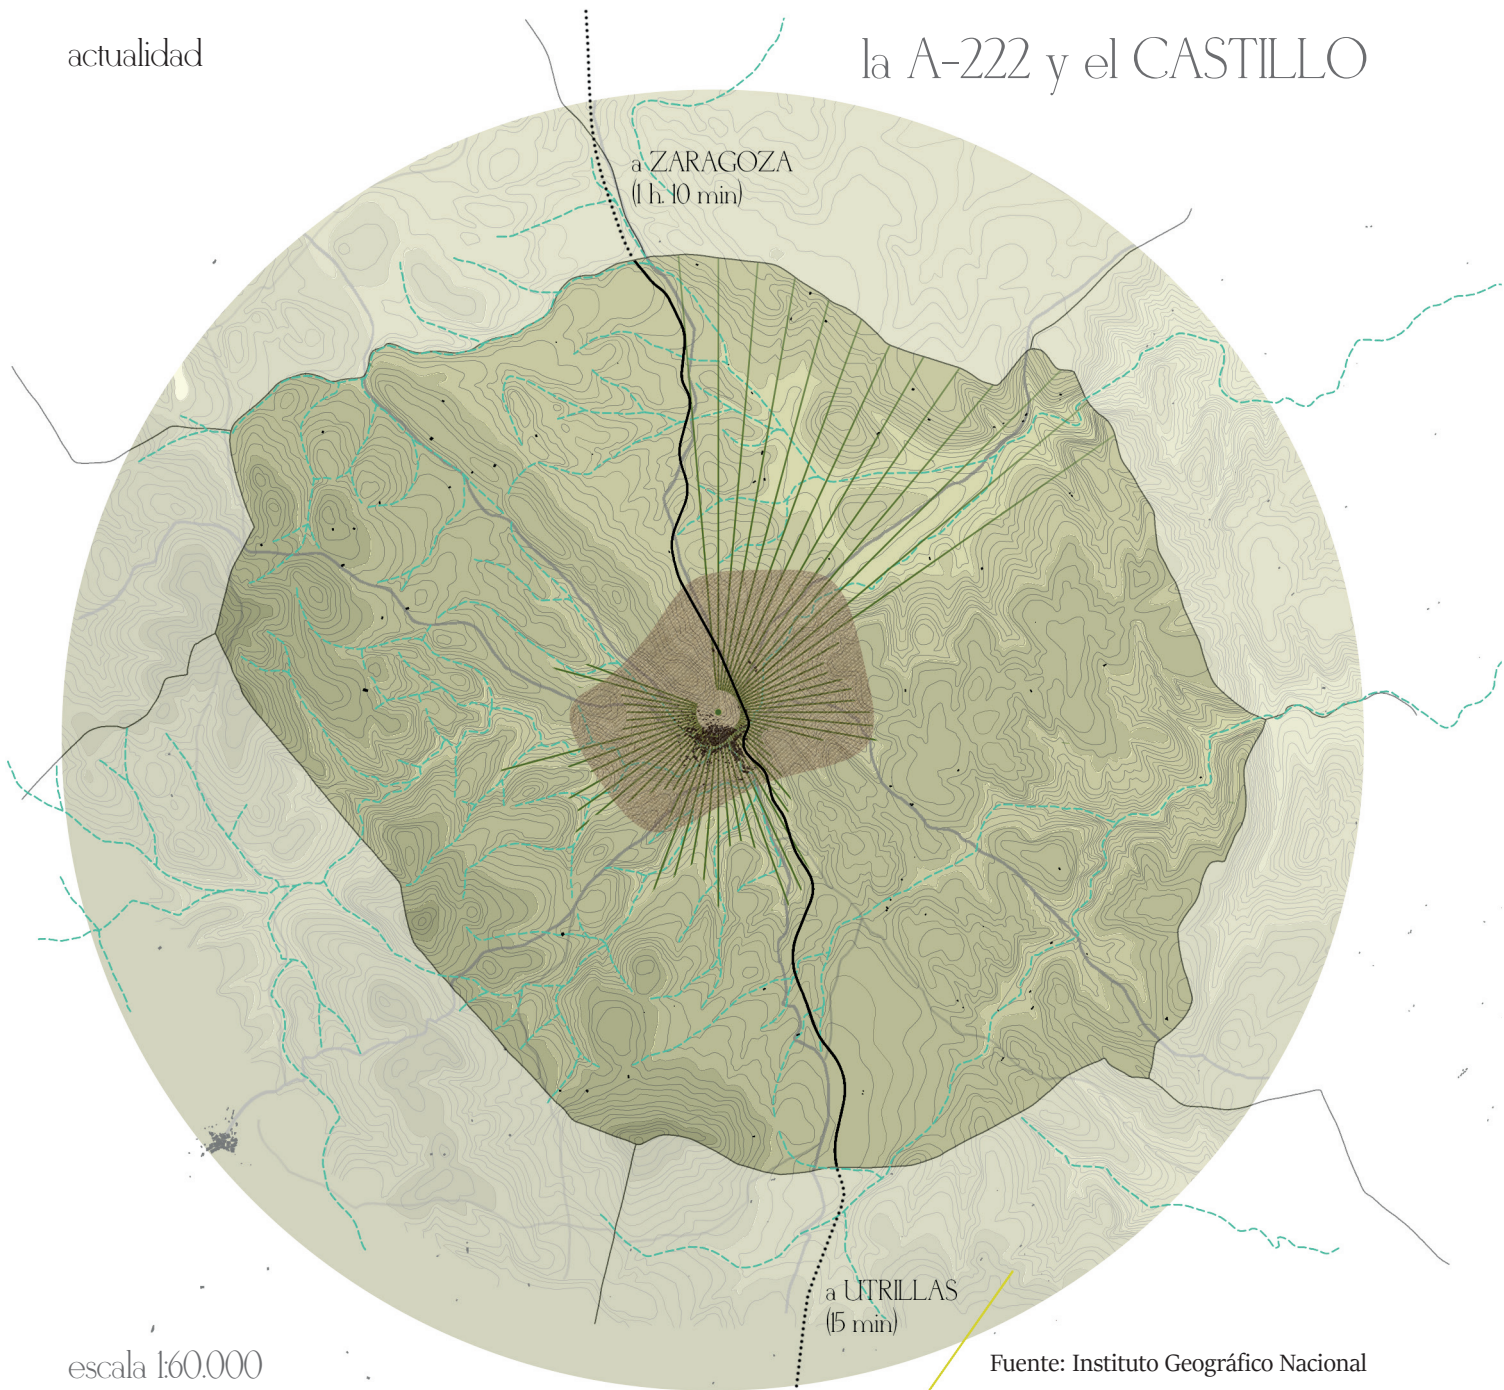 actualidad
la A-222 y el CASTILLO
a ZARAGOZA
(1 h. 10 min)
a UTRILLAS
(15 min)
escala 1:60.000
Fuente: Instituto Geográfico Nacional